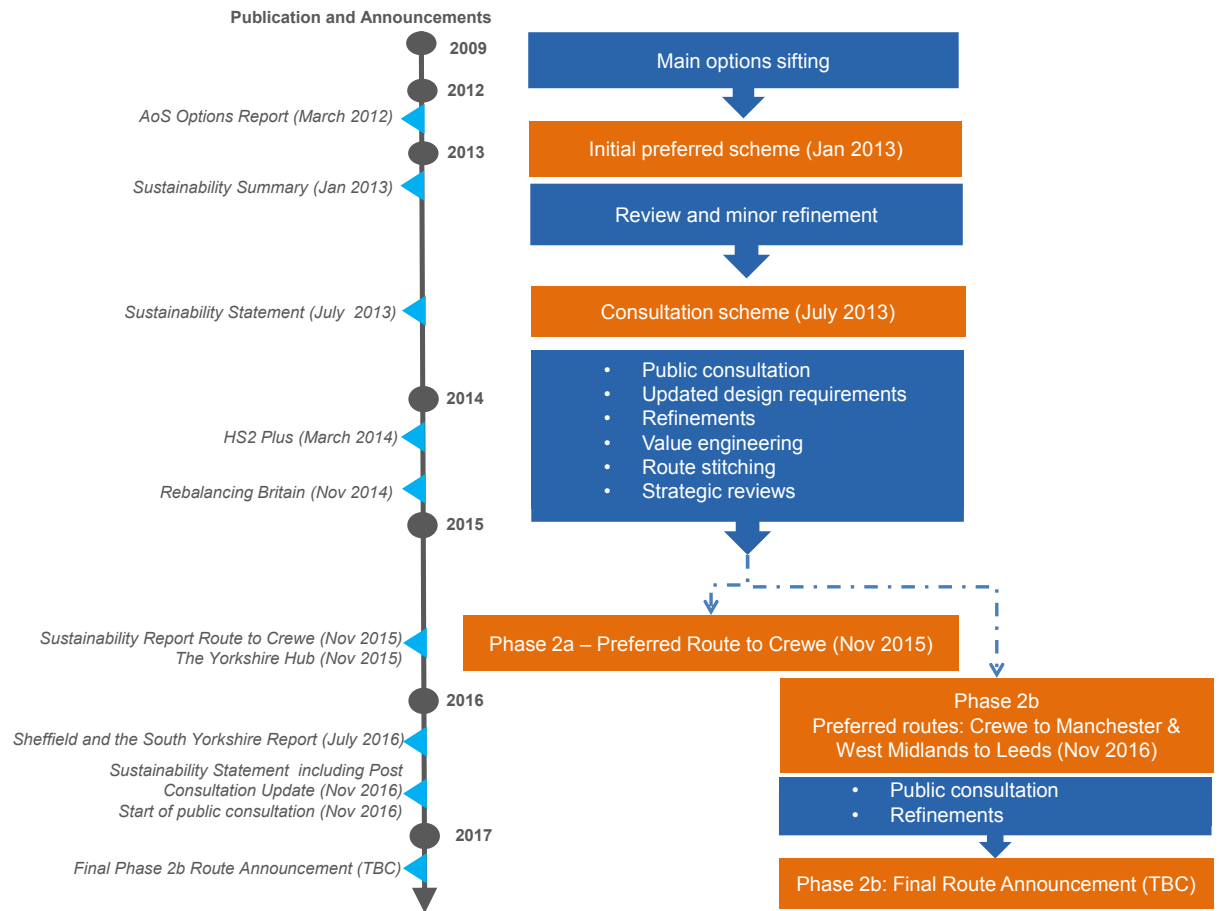 Publication and Announcements
2009
2012
AoS Options Report (March 2012)
2013
Sustainability Summary (Jan 2013)
Sustainability Statement (July 2013)
2014
HS2 Plus (March 2014)
Rebalancing Britain (Nov 2014)
2015
Sustainability Report Route to Crewe (Nov 2015)
The Yorkshire Hub (Nov 2015)
2016
Sheffield and the South Yorkshire Report (July 2016)
Sustainability Statement including Post
Consultation Update (Nov 2016)
Start of public consultation (Nov 2016)
2017
Final Phase 2b Route Announcement (TBC)
Main options sifting
Initial preferred scheme (Jan 2013)
Review and minor refinement
Consultation scheme (July 2013)
• Public consultation
• Updated design requirements
• Refinements
• Value engineering
• Route stitching
• Strategic reviews
Phase 2a – Preferred Route to Crewe (Nov 2015)
Phase 2b
Preferred routes: Crewe to Manchester &
West Midlands to Leeds (Nov 2016)
• Public consultation
• Refinements
Phase 2b: Final Route Announcement (TBC)